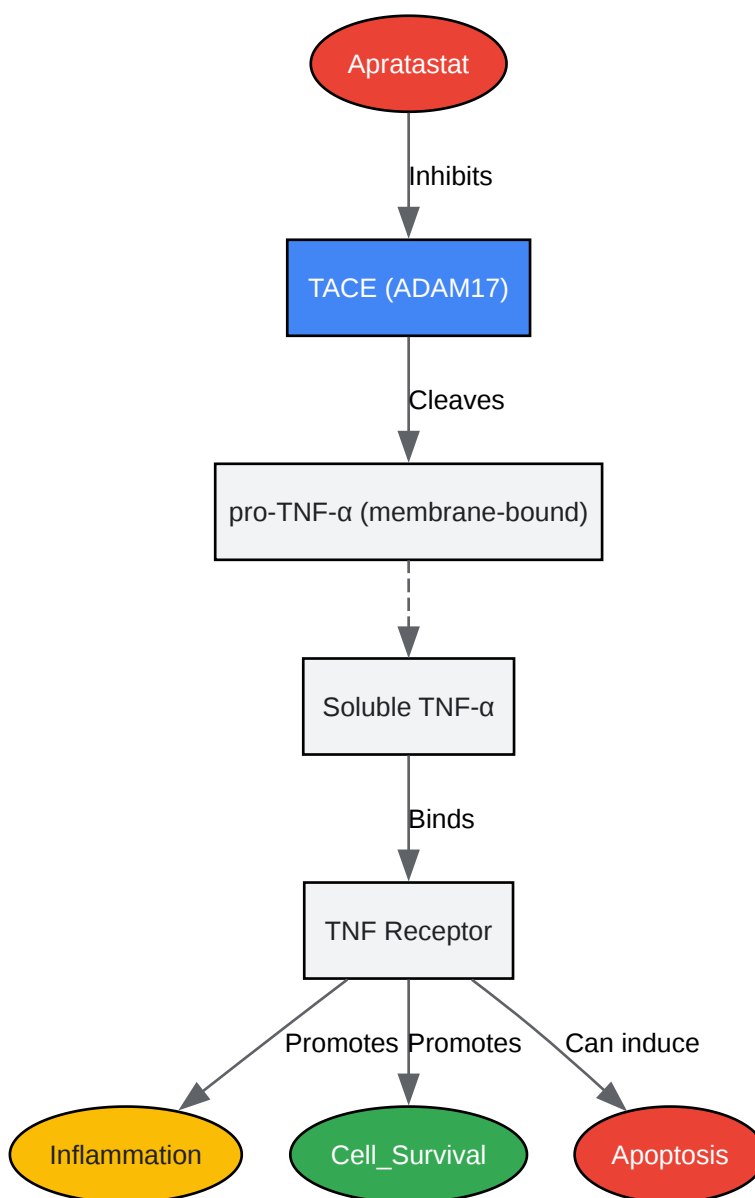 Apratastat
Inhibits
TACE (ADAM17)
Cleaves
pro-TNF-α (membrane-bound)
Soluble TNF-α
Binds
TNF Receptor
Promotes Promotes Can induce
Inflammation Cell_Survival Apoptosis